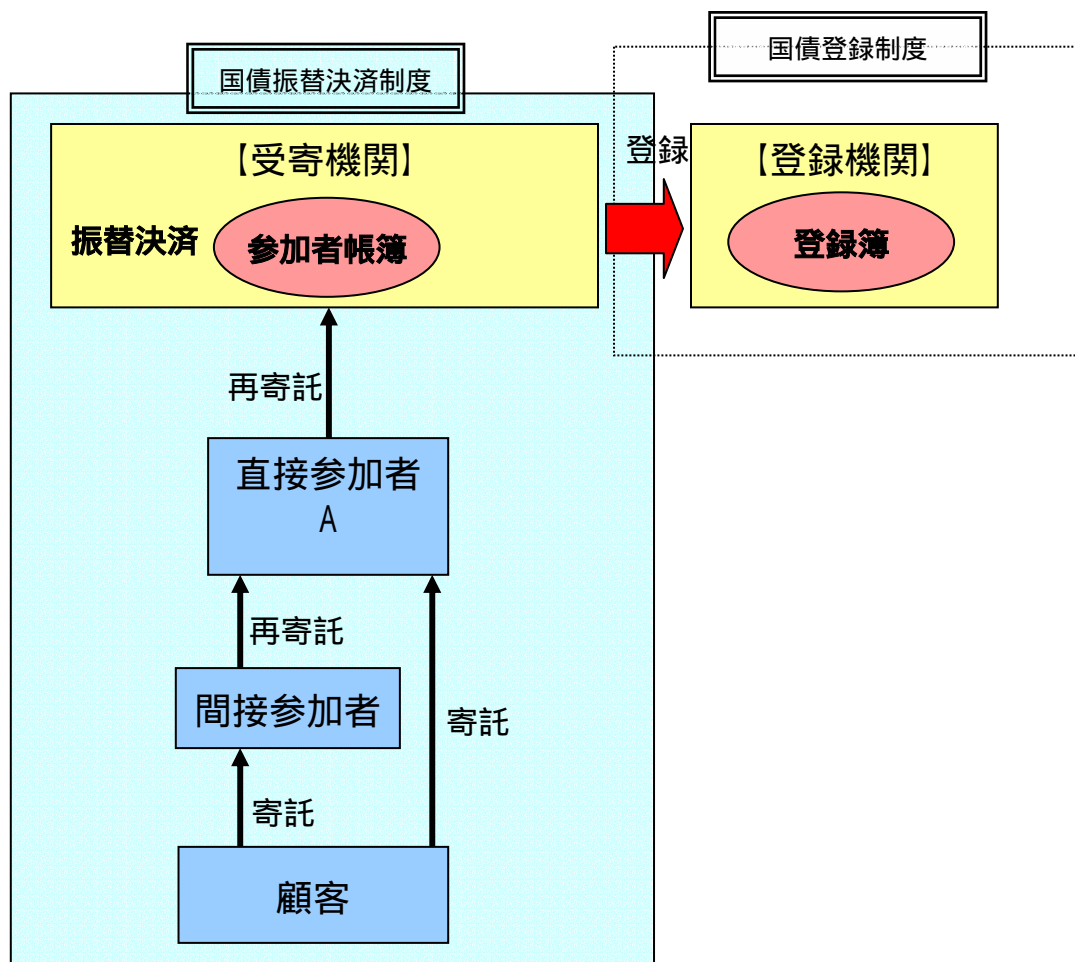 国債登録制度
国債振替決済制度
【受寄機関】
登録
【登録機関】
振替決済
参加者帳簿
登録簿
再寄託
直接参加者
A
再寄託
間接参加者
寄託
寄託
顧客